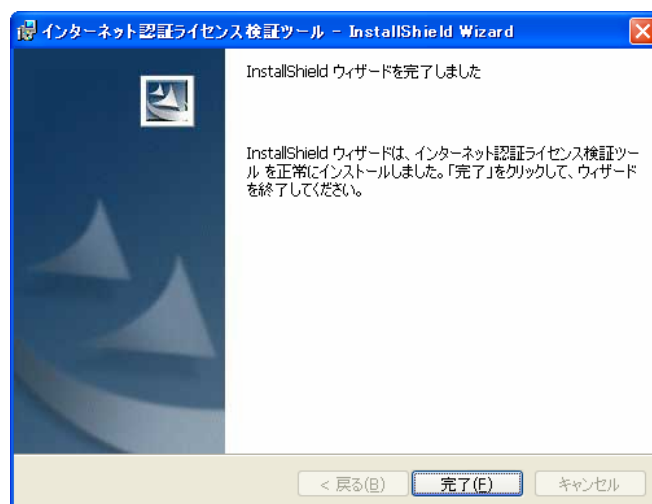 インターネット認証ライセンス検証ツール - InstallShield Wizard
InstallShield ウィザードを完了しました
InstallShield ウィザードは、インターネット認証ライセンス検証ツー
ル を正常にインストールしました。「完了」をクリックして、ウィザード
を終了してください。
< 戻る(B)
完了(F)
キャンセル